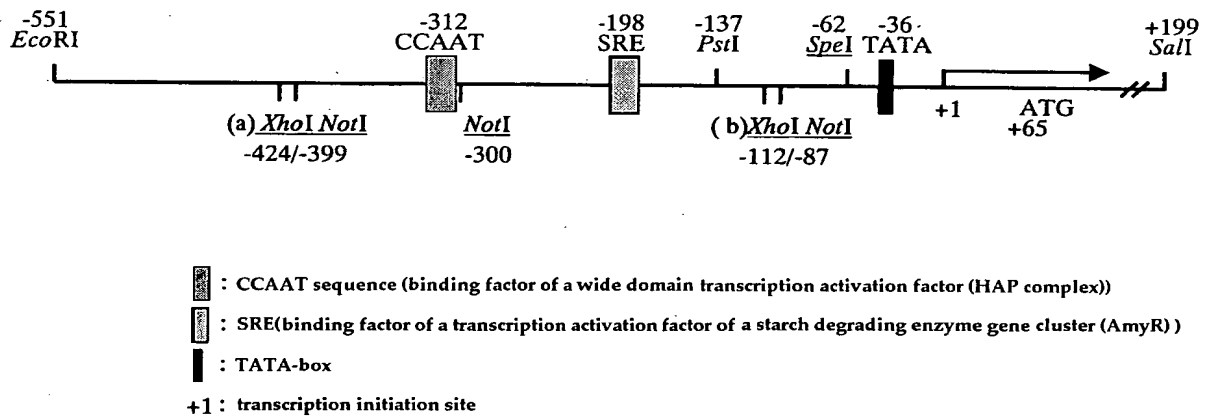 -551 -312 -198 -137 -62 -36 +199
EcoRI CCAAT SRE PstI SpeI TATA SalI
+1 ATG
+65
(a) XhoI NotI NotI ( b)XhoI NotI
-424/-399 -300 -112/-87
: CCAAT sequence (binding factor of a wide domain transcription activation factor (HAP complex))
: SRE(binding factor of a transcription activation factor of a starch degrading enzyme gene cluster (AmyR) )
: TATA-box
+1 : transcription initiation site